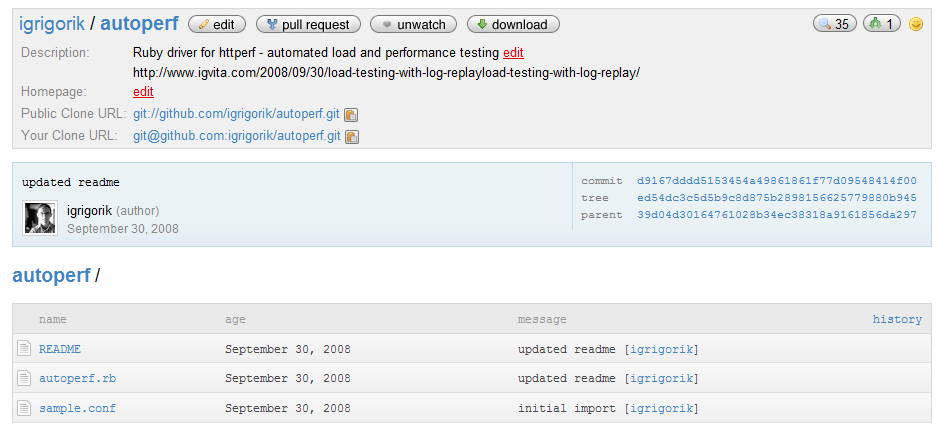 igrigorik / autoperf edit pull request unwatch download 35 1
Description: Ruby driver for httperf - automated load and performance testing edit
http://www.igvita.com/2008/09/30/load-testing-with-log-replayload-testing-with-log-replay/
Homepage: edit
Public Clone URL: git://github.com/igrigorik/autoperf.git
Your Clone URL: git@github.com:igrigorik/autoperf.git
updated readme
igrigorik (author)
September 30, 2008
commit d9167dddd5153454a49861861f77d09548414f00
tree ed54dc3c5d5b9c8d875b2898156625779880b945
parent 39d04d30164761028b34ec38318a9161856da297
autoperf /
name age message history
README September 30, 2008 updated readme [igrigorik]
autoperf.rb September 30, 2008 updated readme [igrigorik]
sample.conf September 30, 2008 initial import [igrigorik]